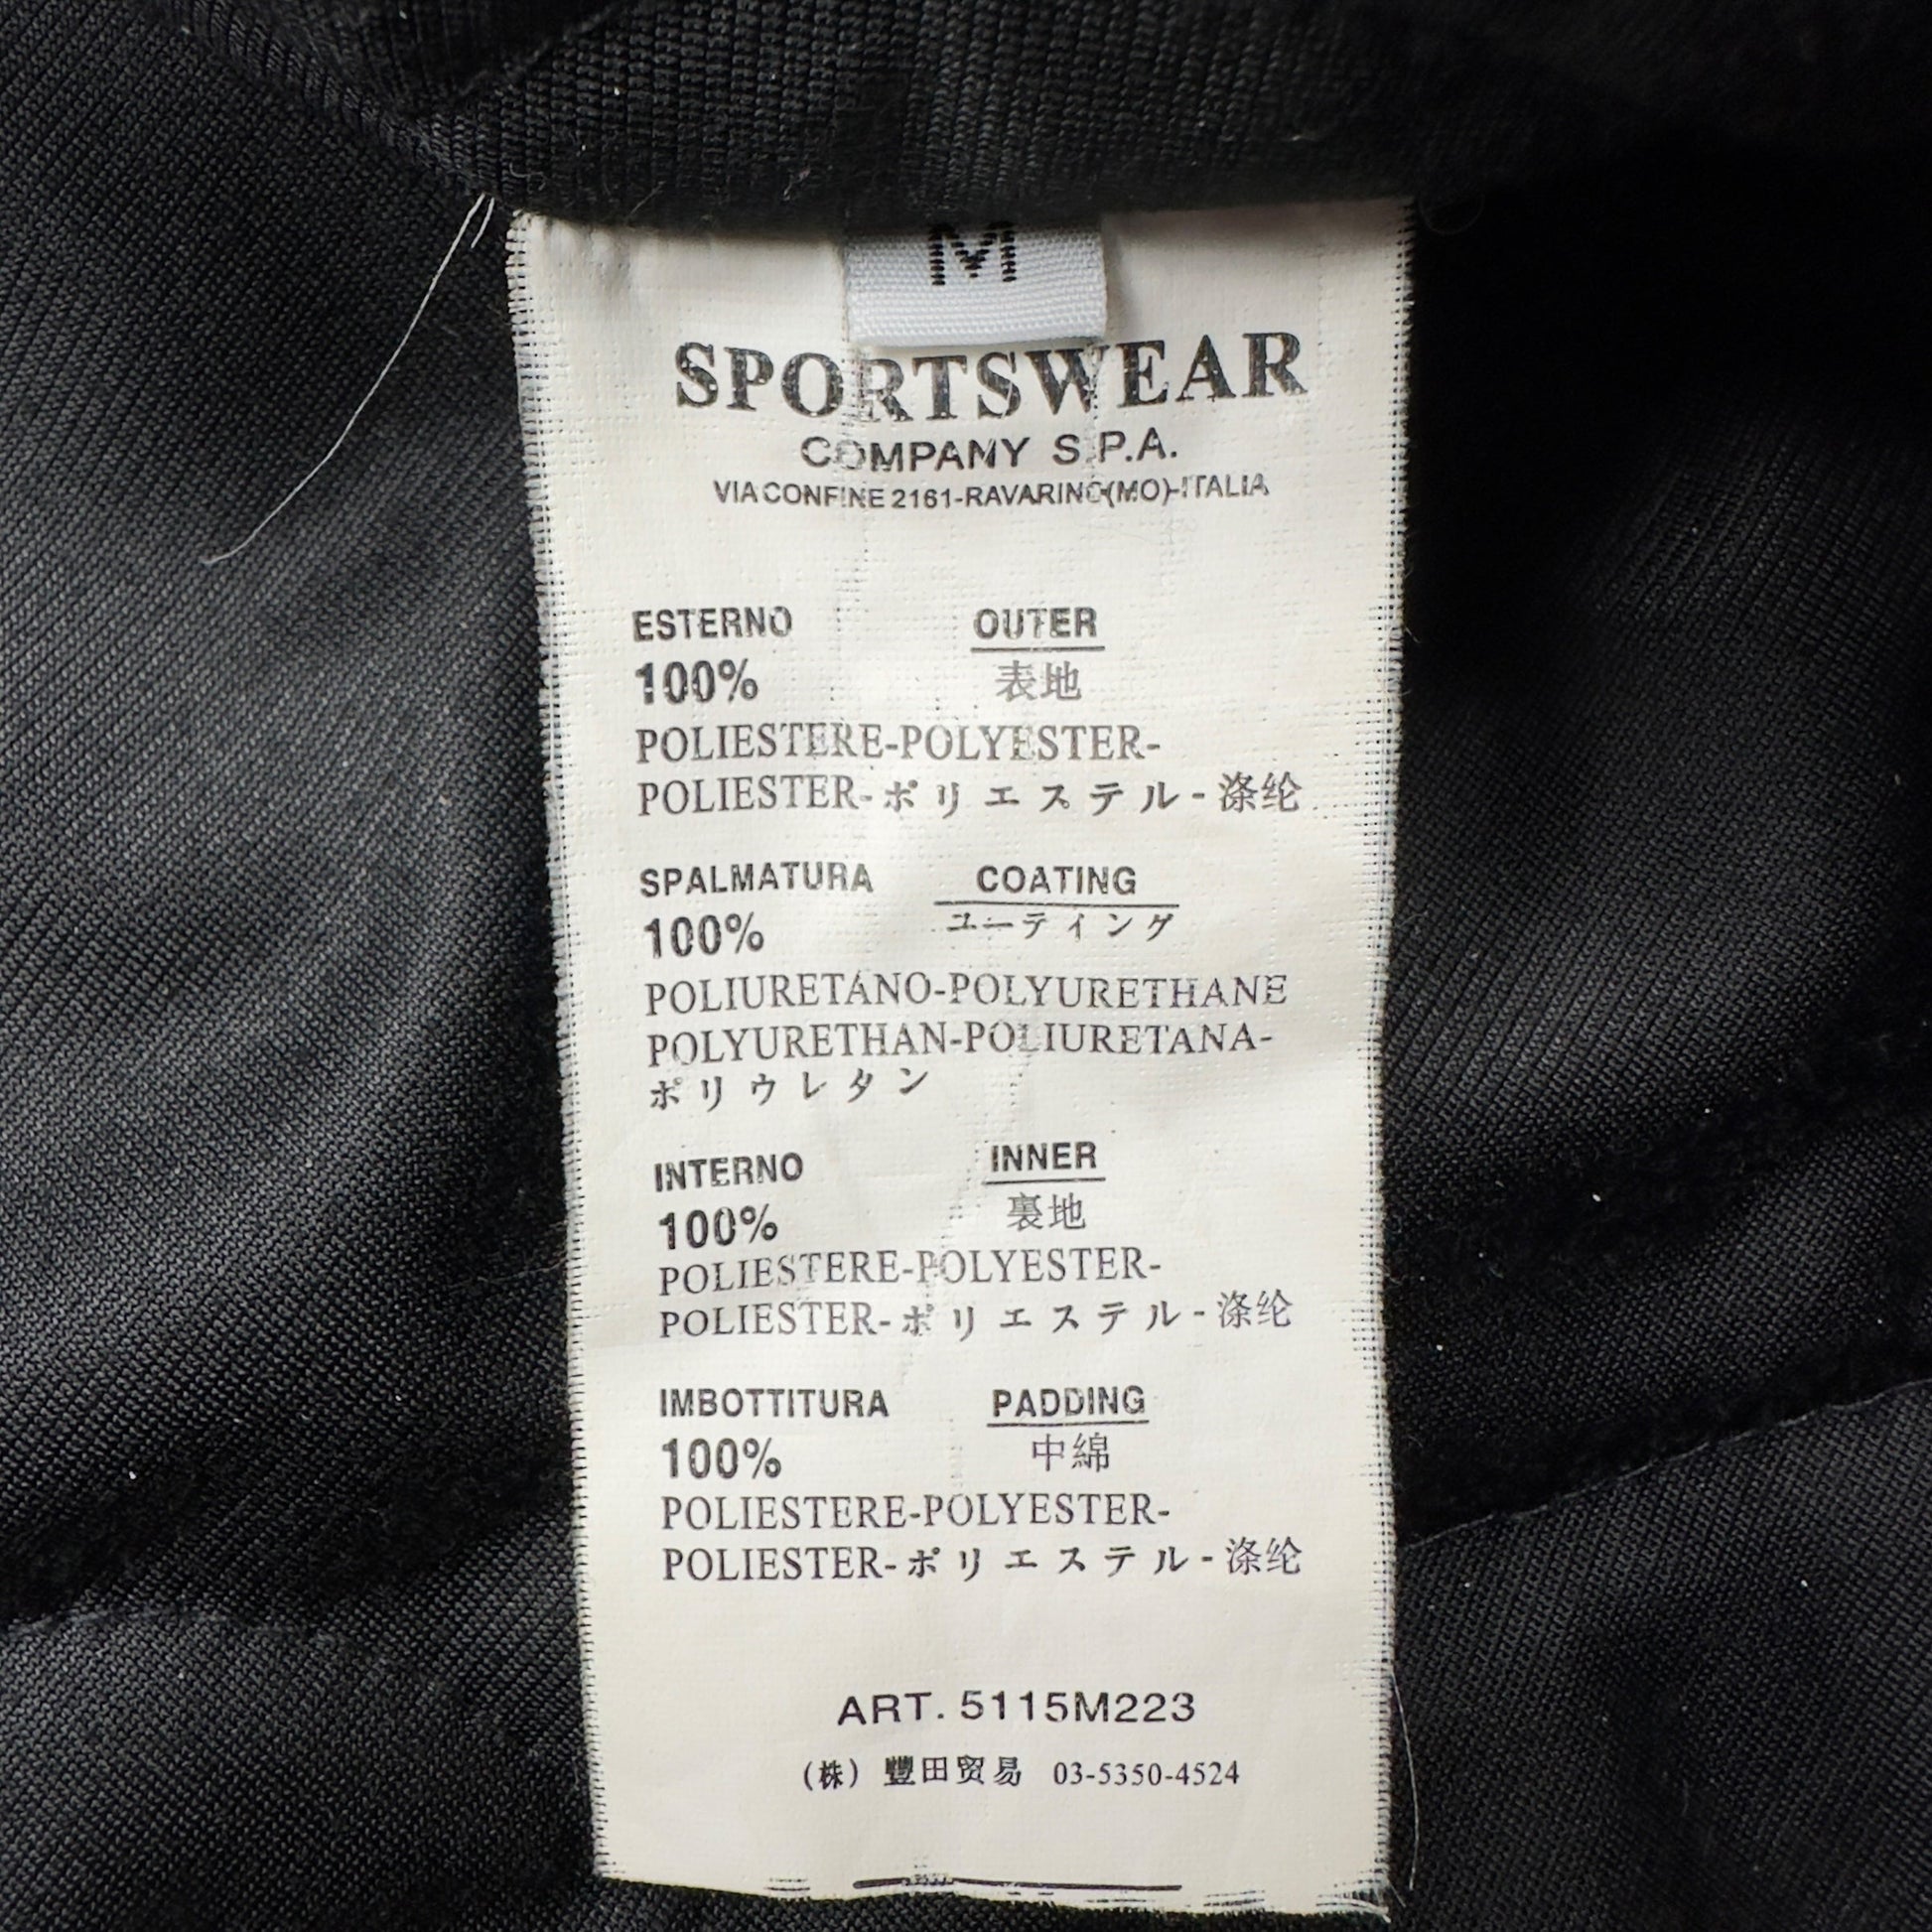 M
SPORTSWEAR
COMPANY S.P.A.
VIA CONFINE 2161-RAVARINO(MO)-ITALIA
ESTERNO OUTER
100% 表地
POLIESTERE-POLYESTER-
POLIESTER-ポリエステル-涤纶
SPALMATURA COATING
100% ユーティング
POLIURETANO-POLYURETHANE
POLYURETHAN-POLIURETANA-
ポリウレタン
INTERNO INNER
100% 裏地
POLIESTERE-POLYESTER-
POLIESTER-ポリエステル-涤纶
IMBOTTITURA PADDING
100% 中綿
POLIESTERE-POLYESTER-
POLIESTER-ポリエステル-涤纶
ART. 5115M223
(株) 豐田贸易 03-5350-4524